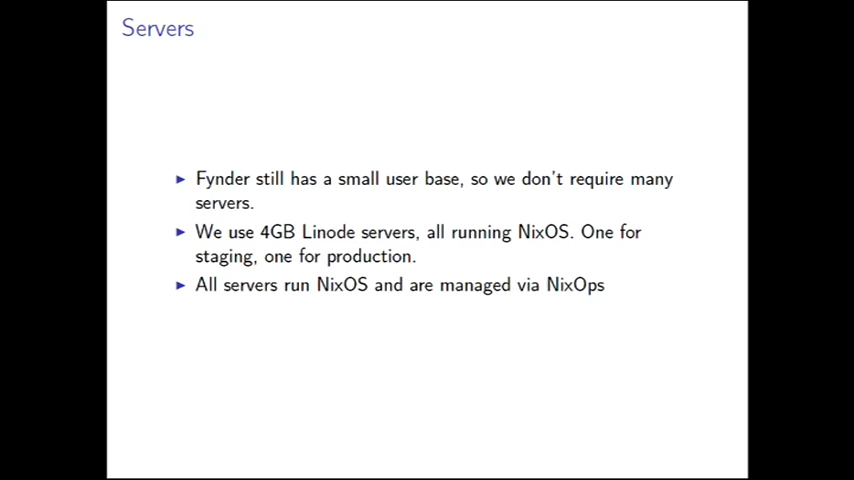 Servers
Fynder still has a small user base, so we don't require many
servers.
We use 4GB Linode servers, all running NixOS. One for
staging, one for production.
All servers run NixOS and are managed via NixOps